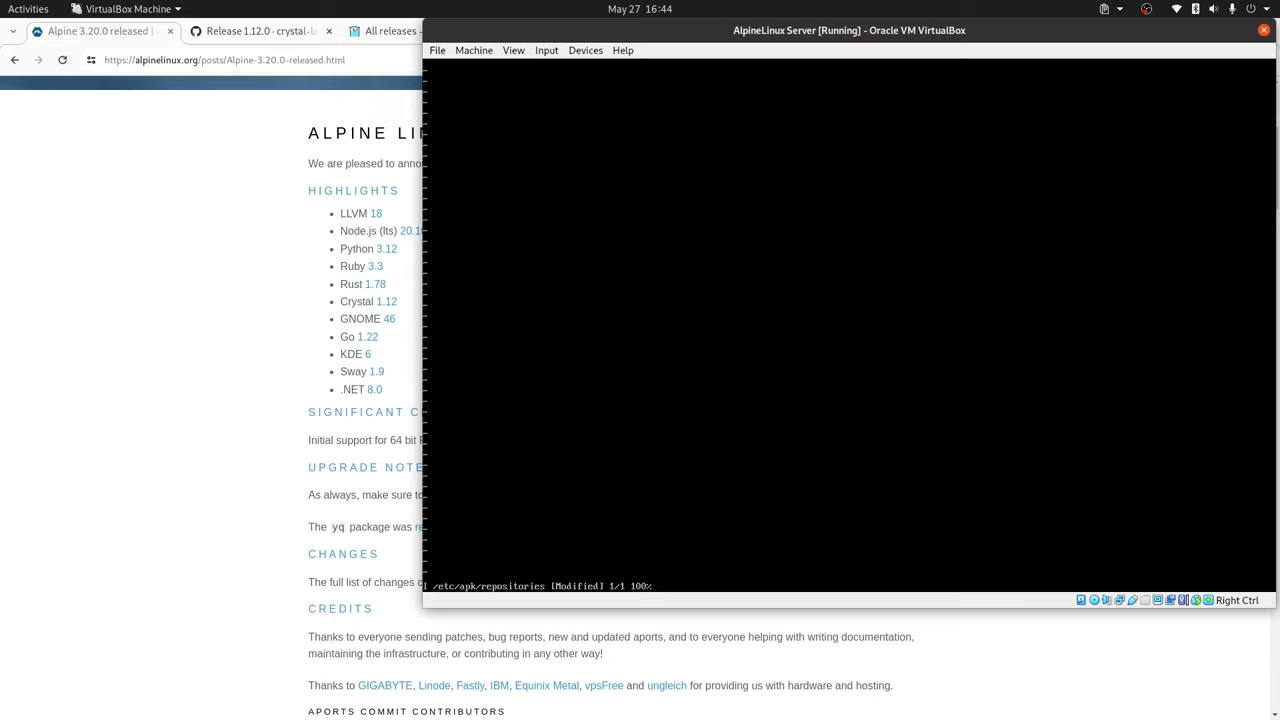 Activities
Microsoft Edge
May 27 16:44
Alpine 3.20.0 released |
Release 1.12.0 · crystal-la
All releases –
https://alpinelinux.org/posts/Alpine-3.20.0-released.html
AlpineLinux Server [Running] - Oracle VM VirtualBox
File Machine View Input Devices Help
ALPINE LI
We are pleased to anno
HIGHLIGHTS
LLVM 18
Node.js (lts) 20.1
Python 3.12
Ruby 3.3
Rust 1.78
Crystal 1.12
GNOME 46
Go 1.22
KDE 6
Sway 1.9
.NET 8.0
SIGNIFICANT C
Initial support for 64 bit
UPGRADE NOTE
As always, make sure to
The yq package was re
CHANGES
The full list of changes c
I /etc/apk/repositories [Modified] 1/1 100%
Right Ctrl
CREDITS
Thanks to everyone sending patches, bug reports, new and updated aports, and to everyone helping with writing documentation,
maintaining the infrastructure, or contributing in any other way!
Thanks to GIGABYTE, Linode, Fastly, IBM, Equinix Metal, vpsFree and ungleich for providing us with hardware and hosting.
APORTS COMMIT CONTRIBUTORS